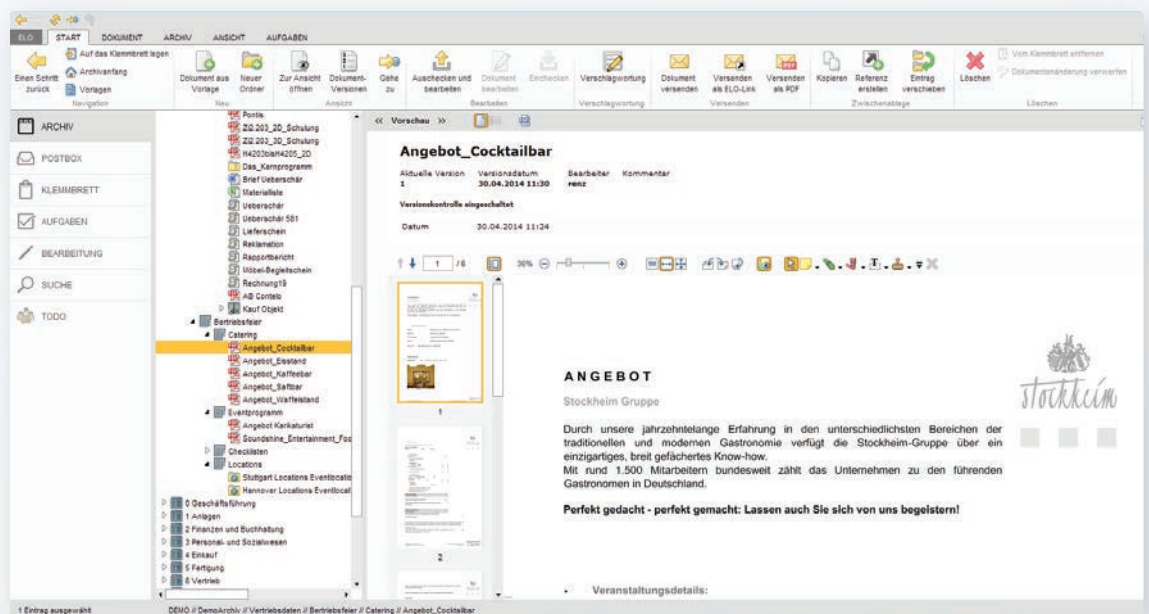 ELO START DOKUMENT ARCHIV ANSICHT AUFGABEN
Einen Schritt zurück
Auf das Klemmbrett legen
Archivanfang
Vorlagen
Navigation
Dokument aus Vorlage
Neuer Ordner
Neu
Zur Ansicht öffnen
Dokument-Versionen
Gehe zu
Ansicht
Auschecken und bearbeiten
Dokument bearbeiten
Einchecken
Bearbeiten
Verschlagwortung
Verschlagwortung
Dokument versenden
Versenden als ELO-Link
Versenden als PDF
Versenden
Kopieren
Referenz erstellen
Eintrag verschieben
Zwischenablage
Löschen
Vom Klemmbrett entfernen
Dokumentenänderung verwerfen
Löschen
ARCHIV
POSTBOX
KLEMMBRETT
AUFGABEN
BEARBEITUNG
SUCHE
TODO
Pontis
ZI2.203_2D_Schulung
ZI2.203_3D_Schulung
H4203bisH4205_2D
Das_Kernprogramm
Brief Ueberschär
Materialliste
Ueberschär
Ueberschär 581
Lieferschein
Reklamation
Rapportbericht
Möbel-Begleitschein
Rechnung19
AB Contelo
Kauf Objekt
Bertriebsfeier
Catering
Angebot_Cocktailbar
Angebot_Eisstand
Angebot_Kaffeebar
Angebot_Saftbar
Angebot_Waffelstand
Eventprogramm
Angebot Karikaturist
Soundshine_Entertainment_Fos
Checklisten
Locations
Stuttgart Locations Eventlocatio
Hannover Locations Eventlocat
0 Geschäftsführung
1 Anlagen
2 Finanzen und Buchhaltung
3 Personal- und Sozialwesen
4 Einkauf
5 Fertigung
6 Vertrieb
« Vorschau »
Angebot_Cocktailbar
Aktuelle Version Versionsdatum Bearbeiter Kommentar
1 30.04.2014 11:30 renz
Versionskontrolle eingeschaltet
Datum 30.04.2014 11:24
1 /6 36%
1
2
ANGEBOT
Stockheim Gruppe
stockheim
Durch unsere jahrzehntelange Erfahrung in den unterschiedlichsten Bereichen der
traditionellen und modernen Gastronomie verfügt die Stockheim-Gruppe über ein
einzigartiges, breit gefächertes Know-how.
Mit rund 1.500 Mitarbeitern bundesweit zählt das Unternehmen zu den führenden
Gastronomen in Deutschland.
Perfekt gedacht - perfekt gemacht: Lassen auch Sie sich von uns begeistern!
- Veranstaltungsdetails:
1 Eintrag ausgewählt
DEMO // DemoArchiv // Vertriebsdaten // Bertriebsfeier // Catering // Angebot_Cocktailbar